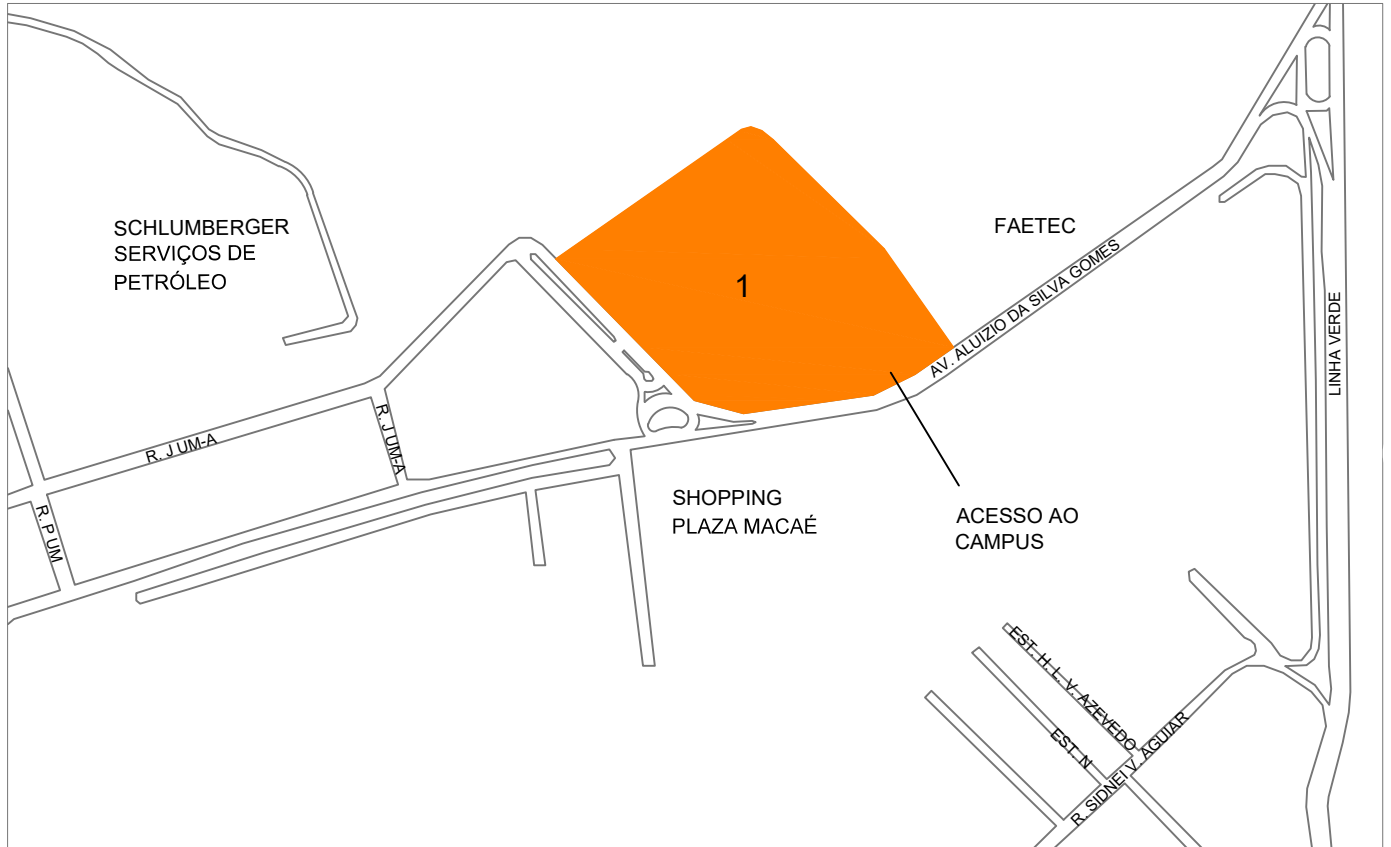 SCHLUMBERGER
SERVIÇOS DE
PETRÓLEO
FAETEC
1
AV. ALUIZIO DA SILVA GOMES
LINHA VERDE
R. J UM-A
R. J UM-A
R. P UM
SHOPPING
PLAZA MACAÉ
ACESSO AO
CAMPUS
EST. H. L. V. AZEVEDO
EST. N
R. SIDNEI V. AGUIAR